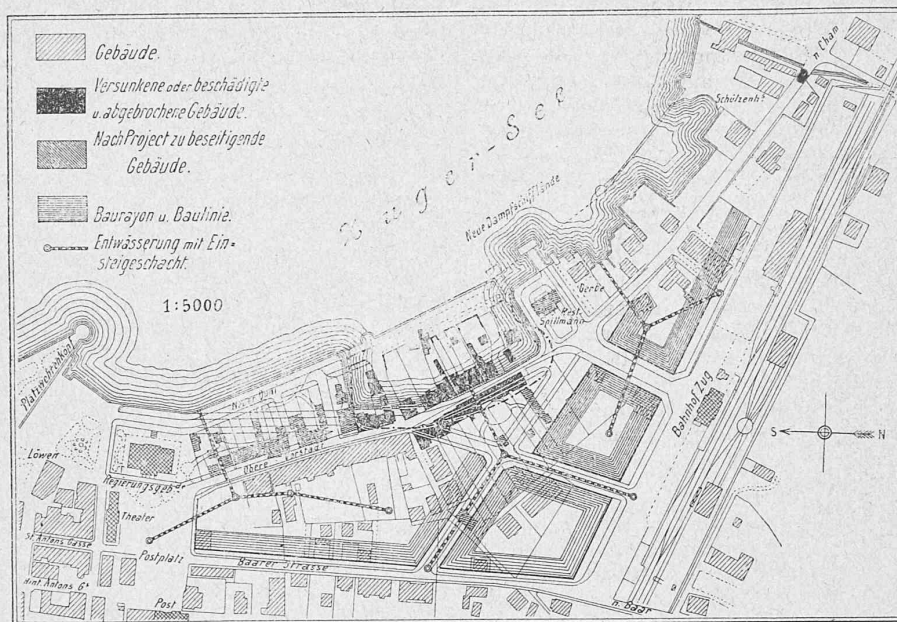 Gebäude.
Versunkene oder beschädigte
u. abgebrochene Gebäude.
Nach Project zu beseitigende
Gebäude.
Baurayon u. Baulinie.
Entwässerung mit Ein=
steigeschacht.
1:5000
Zuger-See
n. Cham
Schützenh.
Neue Dampfschifflände
Gerbe
Rest.
Spillmann
Bahnhof Zug
S
N
Platzwehrenkopf
Obere Vorstadt
Löwen
Regierungsgeb.
Theater
St. Antons Gasse
Postplatz
Baarer Strasse
Hint. Antons G.
Post
n. Baar